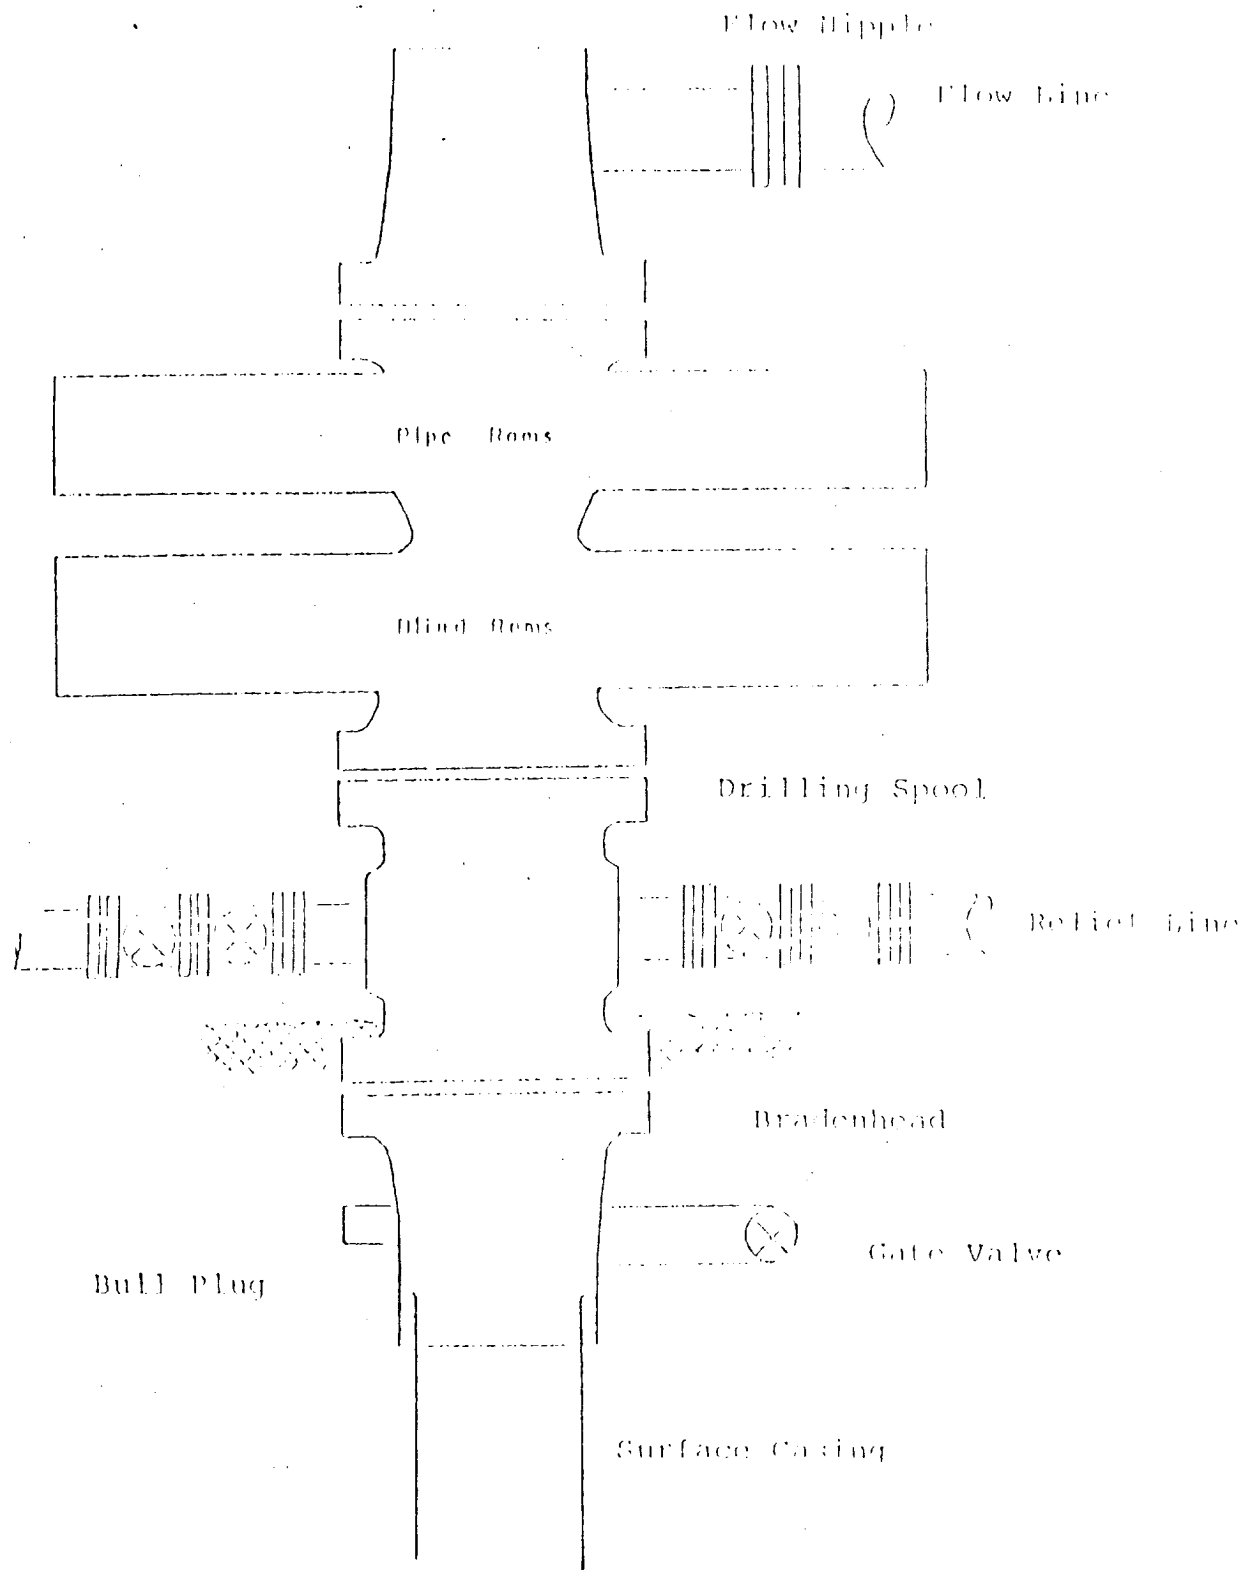 Flow Nipple
Flow Line
Pipe Rams
Blind Rams
Drilling Spool
Relief Line
Bradenhead
Gate Valve
Bull Plug
Surface Casing